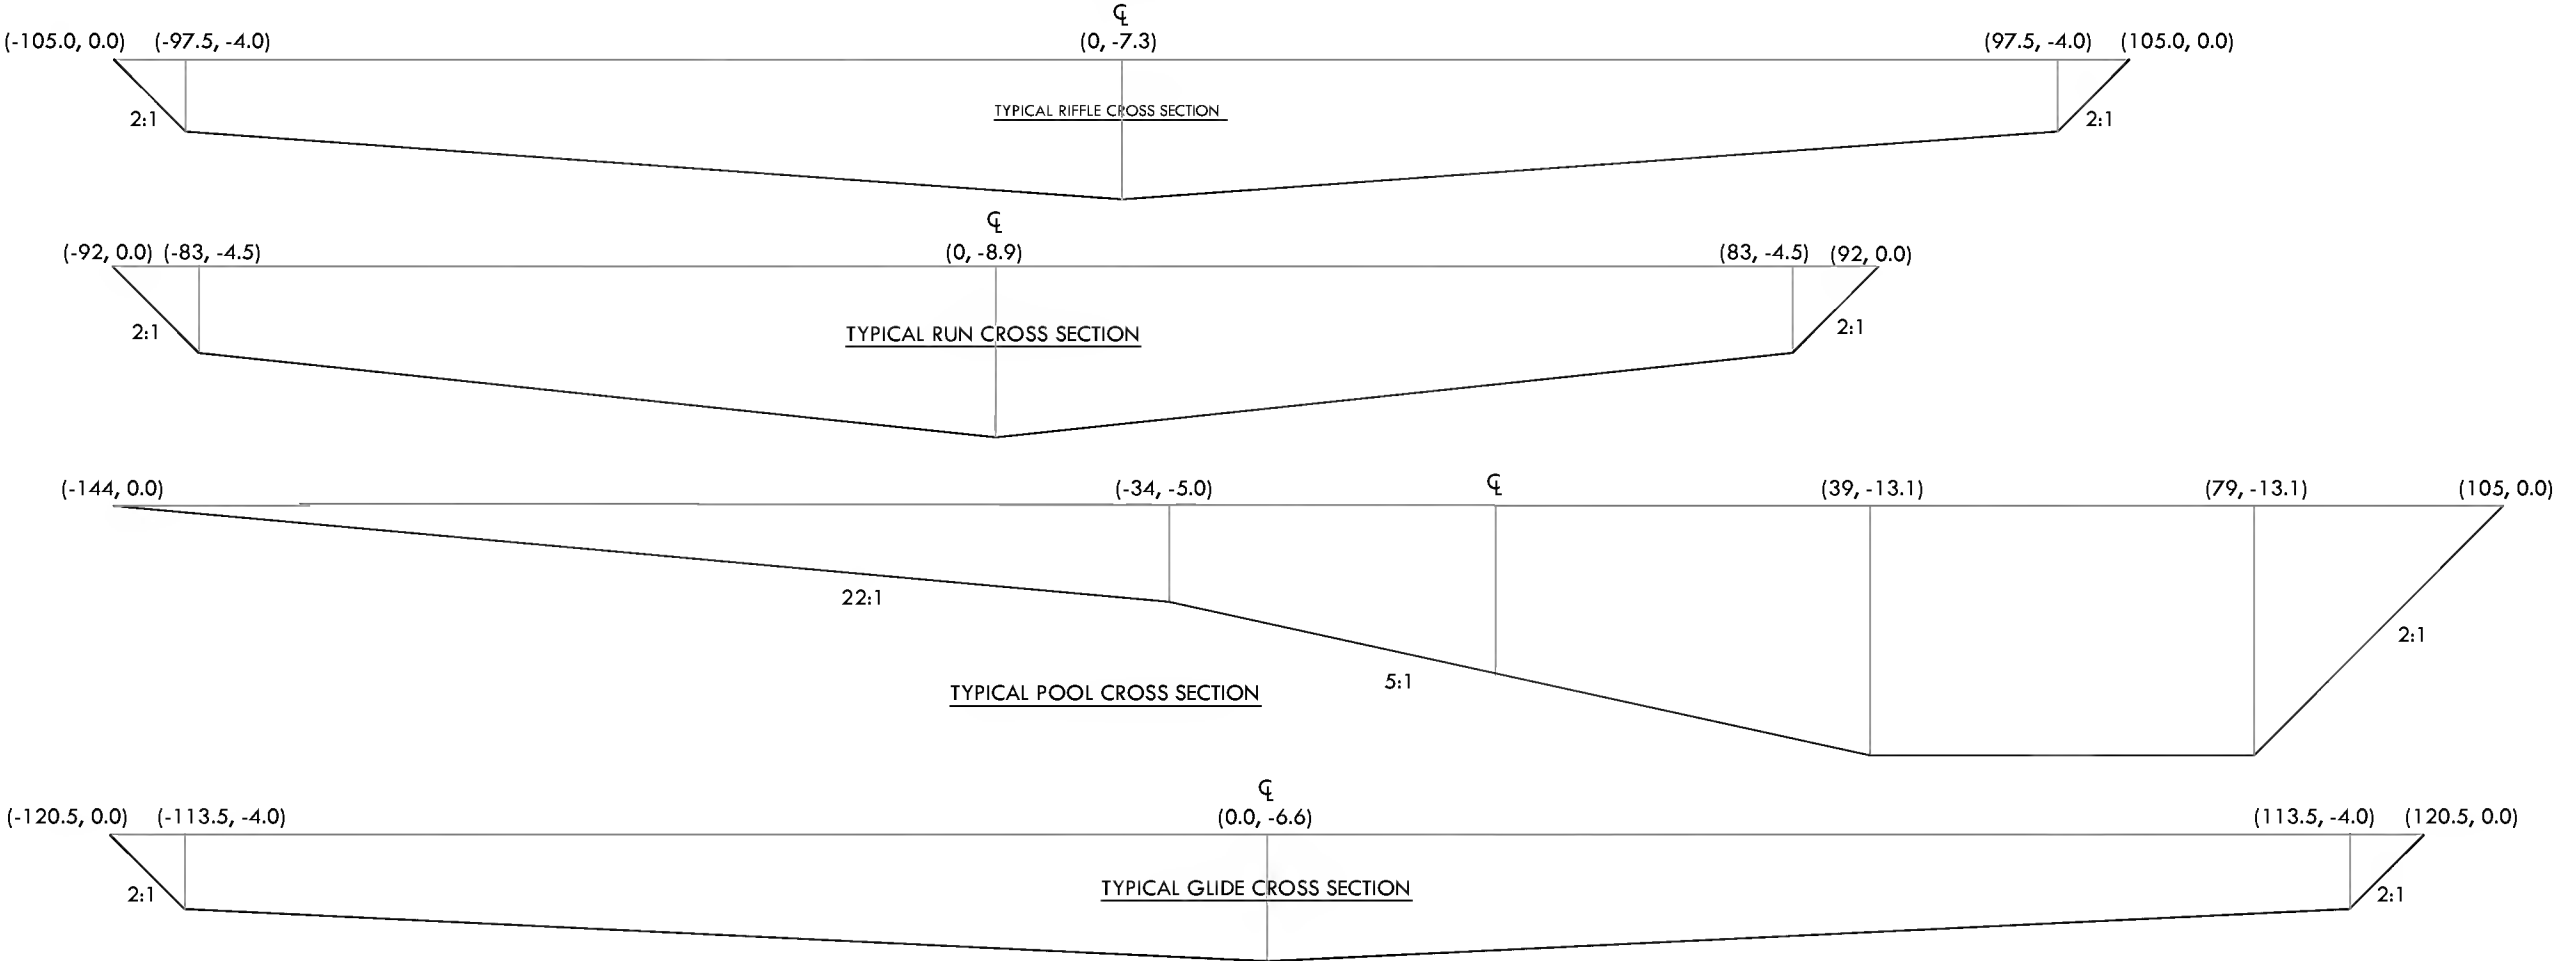 ℄
(-105.0, 0.0) (-97.5, -4.0) (0, -7.3) (97.5, -4.0) (105.0, 0.0)
TYPICAL RIFFLE CROSS SECTION
2:1 2:1
℄
(-92, 0.0) (-83, -4.5) (0, -8.9) (83, -4.5) (92, 0.0)
2:1 TYPICAL RUN CROSS SECTION 2:1
℄
(-144, 0.0) (-34, -5.0) (39, -13.1) (79, -13.1) (105, 0.0)
22:1
2:1
5:1
TYPICAL POOL CROSS SECTION
℄
(-120.5, 0.0) (-113.5, -4.0) (0.0, -6.6) (113.5, -4.0) (120.5, 0.0)
2:1 TYPICAL GLIDE CROSS SECTION 2:1